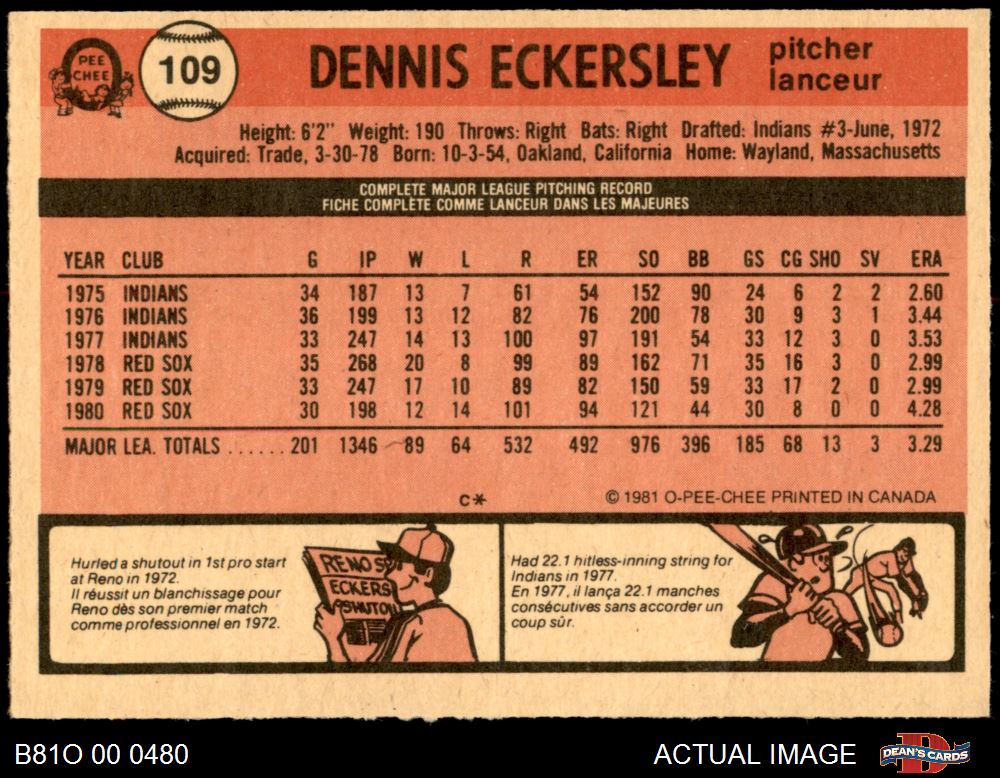 PEE
CHEE
109
DENNIS ECKERSLEY
pitcher
lanceur
Height: 6'2" Weight: 190 Throws: Right Bats: Right Drafted: Indians #3-June, 1972
Acquired: Trade, 3-30-78 Born: 10-3-54, Oakland, California Home: Wayland, Massachusetts
COMPLETE MAJOR LEAGUE PITCHING RECORD
FICHE COMPLÈTE COMME LANCEUR DANS LES MAJEURES
YEAR CLUB G IP W L R ER SO BB GS CG SHO SV ERA
1975 INDIANS 34 187 13 7 61 54 152 90 24 6 2 2 2.60
1976 INDIANS 36 199 13 12 82 76 200 78 30 9 3 1 3.44
1977 INDIANS 33 247 14 13 100 97 191 54 33 12 3 0 3.53
1978 RED SOX 35 268 20 8 99 89 162 71 35 16 3 0 2.99
1979 RED SOX 33 247 17 10 89 82 150 59 33 17 2 0 2.99
1980 RED SOX 30 198 12 14 101 94 121 44 30 8 0 0 4.28
MAJOR LEA. TOTALS ...... 201 1346 89 64 532 492 976 396 185 68 13 3 3.29
C* © 1981 O-PEE-CHEE PRINTED IN CANADA
Hurled a shutout in 1st pro start
at Reno in 1972.
Il réussit un blanchissage pour
Reno dès son premier match
comme professionnel en 1972.
RENO SP
ECKERS
SHUTOU
Had 22.1 hitless-inning string for
Indians in 1977.
En 1977, il lança 22.1 manches
consécutives sans accorder un
coup sûr.
B81O 00 0480
ACTUAL IMAGE
DEAN'S CARDS